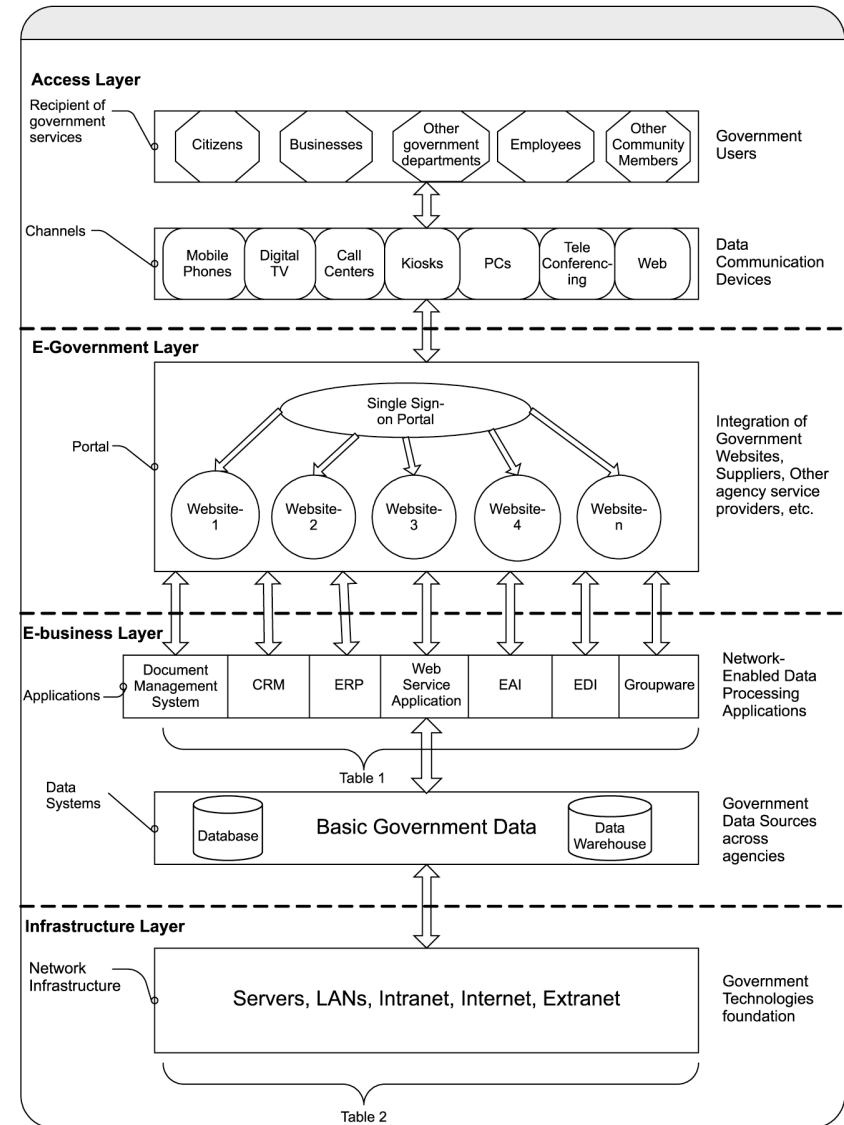 Access Layer
Recipient of
government
services
Citizens
Businesses
Other
government
departments
Employees
Other
Community
Members
Government
Users
Channels
Mobile
Phones
Digital
TV
Call
Centers
Kiosks
PCs
Tele
Conferenc-
ing
Web
Data
Communication
Devices
E-Government Layer
Portal
Single Sign-
on Portal
Website-
1
Website-
2
Website-
3
Website-
4
Website-
n
Integration of
Government
Websites,
Suppliers, Other
agency service
providers, etc.
E-business Layer
Applications
Document
Management
System
CRM
ERP
Web
Service
Application
EAI
EDI
Groupware
Network-
Enabled Data
Processing
Applications
Table 1
Data
Systems
Database
Basic Government Data
Data
Warehouse
Government
Data Sources
across
agencies
Infrastructure Layer
Network
Infrastructure
Servers, LANs, Intranet, Internet, Extranet
Government
Technologies
foundation
Table 2